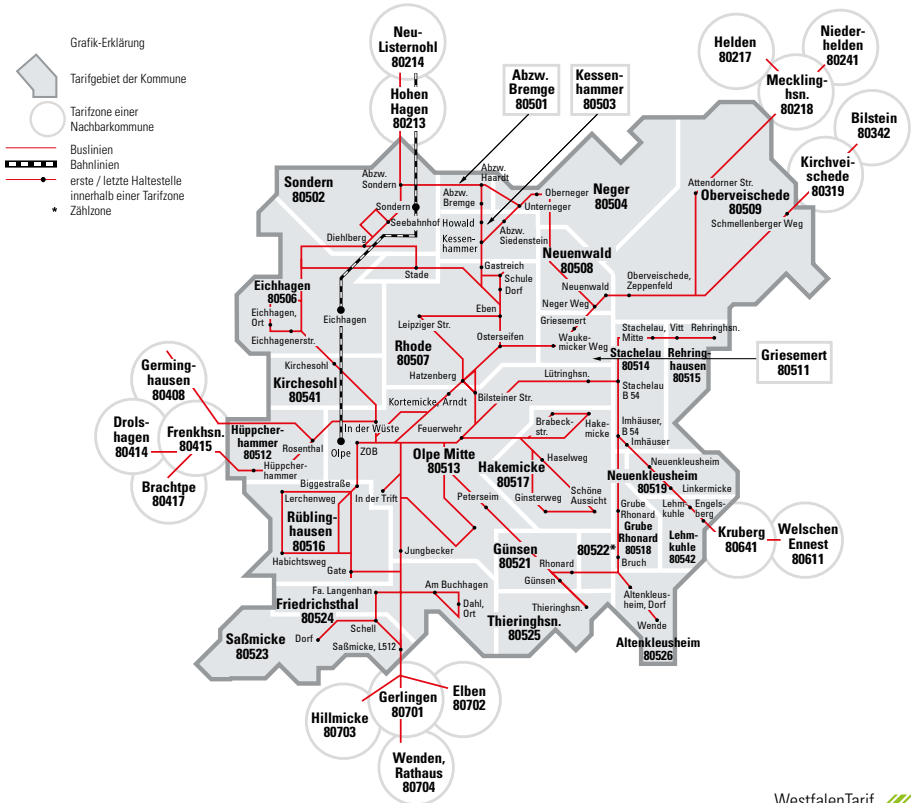 Grafik-Erklärung
Tarifgebiet der Kommune
Tarifzone einer
Nachbarkommune
Buslinien
Bahnlinien
erste / letzte Haltestelle
innerhalb einer Tarifzone
* Zählzone
Neu-
Listernohl
80214
Hohen
Hagen
80213
Abzw.
Bremge
80501
Kessen-
hammer
80503
Helden
80217
Nieder-
helden
80241
Meckling-
hsn.
80218
Bilstein
80342
Kirchvei-
schede
80319
Sondern
80502
Abzw.
Sondern
Abzw.
Haardt
Abzw.
Bremge
Oberneger
Unterneger
Neger
80504
Attendorner Str.
Oberveischede
80509
Schmellenberger Weg
Sondern
Seebahnhof
Howald
Abzw.
Siedenstein
Kessen-
hammer
Diehlberg
Neuenwald
80508
Gastreich
Stade
Schule
Dorf
Neuenwald
Oberveischede,
Zeppenfeld
Eichhagen
80506
Eichhagen,
Ort
Eichhagen
Eichhagenerstr.
Eben
Neger Weg
Leipziger Str.
Griesemert
Osterseifen
Wauke-
micker Weg
Stachelau,
Mitte
Vitt
Rehringhsn.
Stachelau
80514
Rehring-
hausen
80515
Griesemert
80511
Rhode
80507
Hatzenberg
Kirchesohl
Kirchesohl
80541
Germing-
hausen
80408
Lütringhsn.
Stachelau
B 54
Kortemicke, Arndt
Bilsteiner Str.
Drols-
hagen
80414
Frenkhsn.
80415
Brachtpe
80417
Hüppcher-
hammer
80512
Rosenthal
Hüppcher-
hammer
In der Wüste
Olpe
ZOB
Feuerwehr
Brabeck-
str.
Hake-
micke
Imhäuser,
B 54
Imhäuser
Olpe Mitte
80513
Hakemicke
80517
Haselweg
Schöne
Aussicht
Ginsterweg
Neuenkleusheim
Neuenkleusheim
80519
Linkermicke
Biggestraße
Lerchenweg
In der Trift
Peterseim
Lehm-
kuhle
Engels-
berg
Rübling-
hausen
80516
Grube
Rhonard
Grube
Rhonard
80518
Lehm-
kuhle
80542
Kruberg
80641
Welschen
Ennest
80611
Habichtsweg
Jungbecker
Günsen
80521
80522*
Rhonard
Bruch
Gate
Günsen
Fa. Langenhan
Am Buchhagen
Dahl,
Ort
Friedrichsthal
80524
Thieringhsn.
Thieringhsn.
80525
Altenkleus-
heim, Dorf
Wende
Altenkleusheim
80526
Saßmicke
80523
Dorf
Schell
Saßmicke, L512
Hillmicke
80703
Gerlingen
80701
Elben
80702
Wenden,
Rathaus
80704
WestfalenTarif